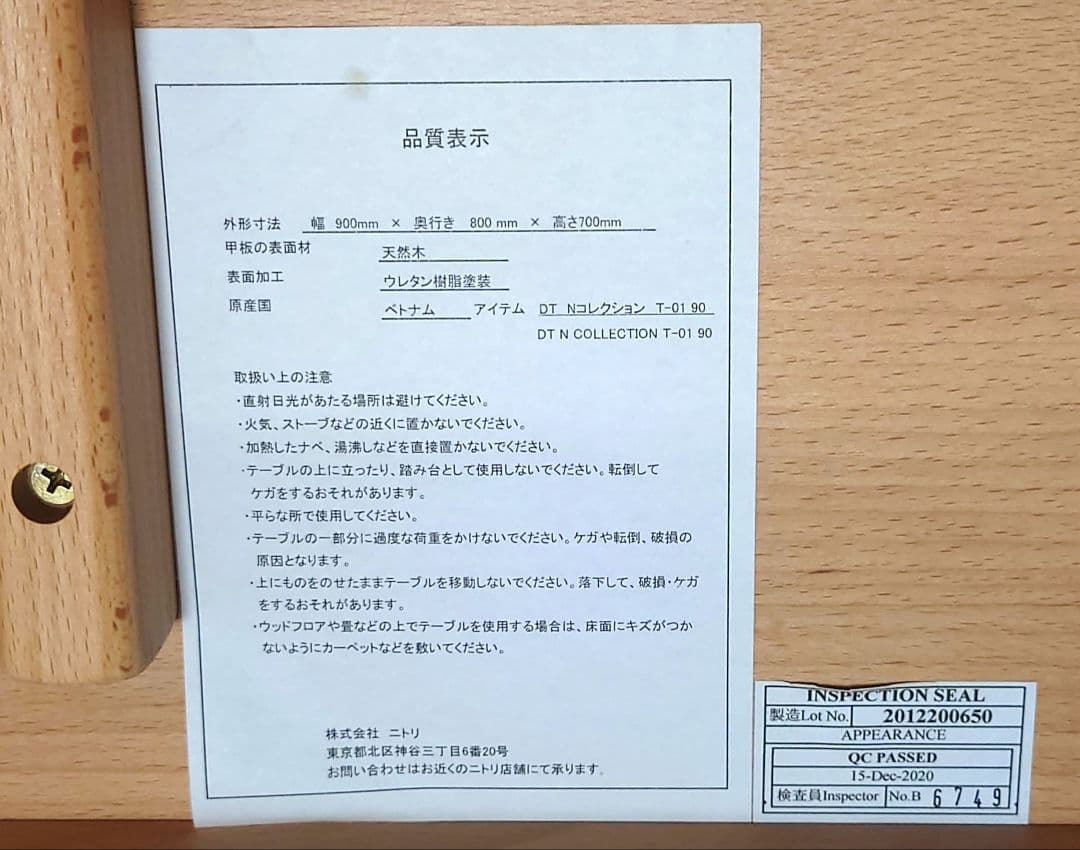 品質表示
外形寸法 幅 900mm × 奥行き 800 mm × 高さ700mm
甲板の表面材 天然木
表面加工 ウレタン樹脂塗装
原産国 ベトナム アイテム DT Nコレクション T-01 90
DT N COLLECTION T-01 90
取扱い上の注意
・直射日光があたる場所は避けてください。
・火気、ストーブなどの近くに置かないでください。
・加熱したナベ、湯沸しなどを直接置かないでください。
・テーブルの上に立ったり、踏み台として使用しないでください。転倒して
ケガをするおそれがあります。
・平らな所で使用してください。
・テーブルの一部分に過度な荷重をかけないでください。ケガや転倒、破損の
原因となります。
・上にものをのせたままテーブルを移動しないでください。落下して、破損・ケガ
をするおそれがあります。
・ウッドフロアや畳などの上でテーブルを使用する場合は、床面にキズがつか
ないようにカーペットなどを敷いてください。
株式会社 ニトリ
東京都北区神谷三丁目6番20号
お問い合わせはお近くのニトリ店舗にて承ります。
INSPECTION SEAL
製造Lot No. 2012200650
APPEARANCE
QC PASSED
15-Dec-2020
検査員Inspector No.B 6749